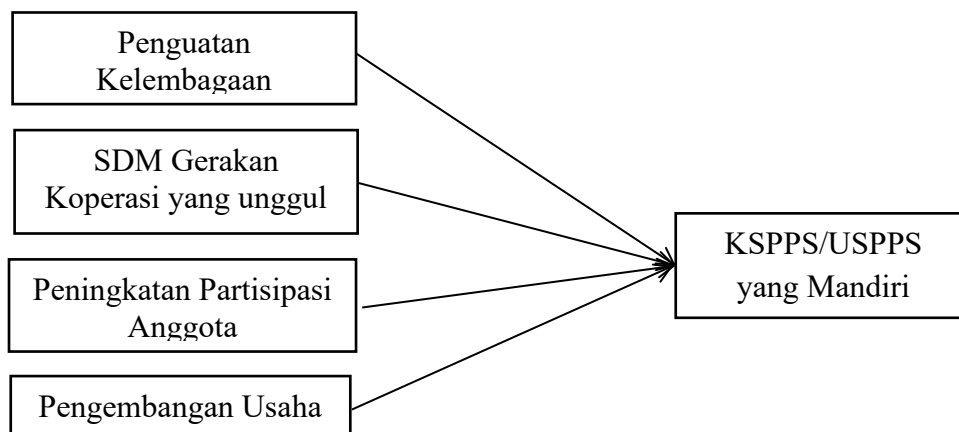 Penguatan
Kelembagaan
SDM Gerakan
Koperasi yang unggul
Peningkatan Partisipasi
Anggota
Pengembangan Usaha
KSPPS/USPPS
yang Mandiri